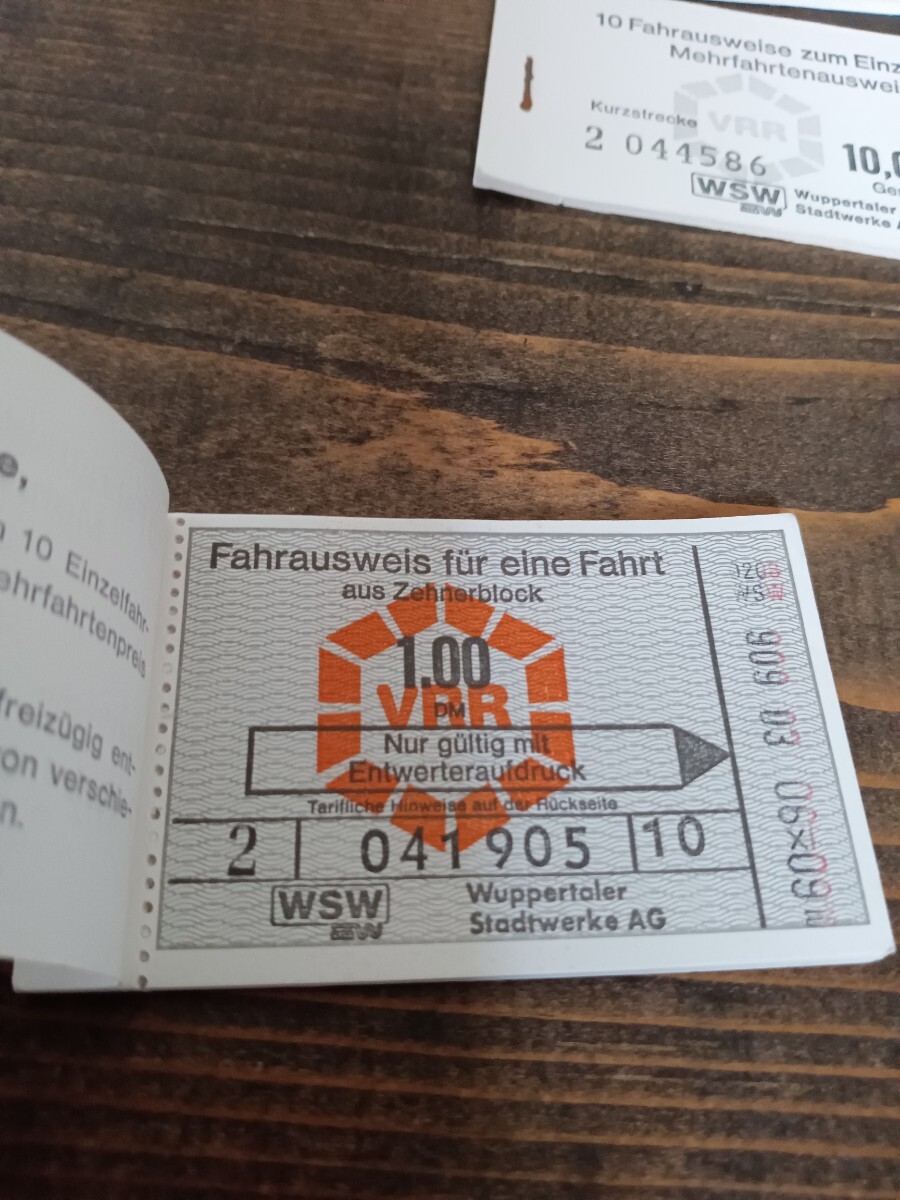 10 Fahrausweise zum Einz
Mehrfahrtenauswei
VRR
Kurzstrecke
2 044586
10,0
Ge
WSW
Wuppertaler
Stadtwerke A
e,
10 Einzelfahr-
ehrfahrtenpreis
freizügig ent-
on verschie-
n.
Fahrausweis für eine Fahrt
aus Zehnerblock
1.00
VRR
DM
Nur gültig mit
Entwerteraufdruck
Tarifliche Hinweise auf der Rückseite
2 041905 10
WSW
Wuppertaler
Stadtwerke AG